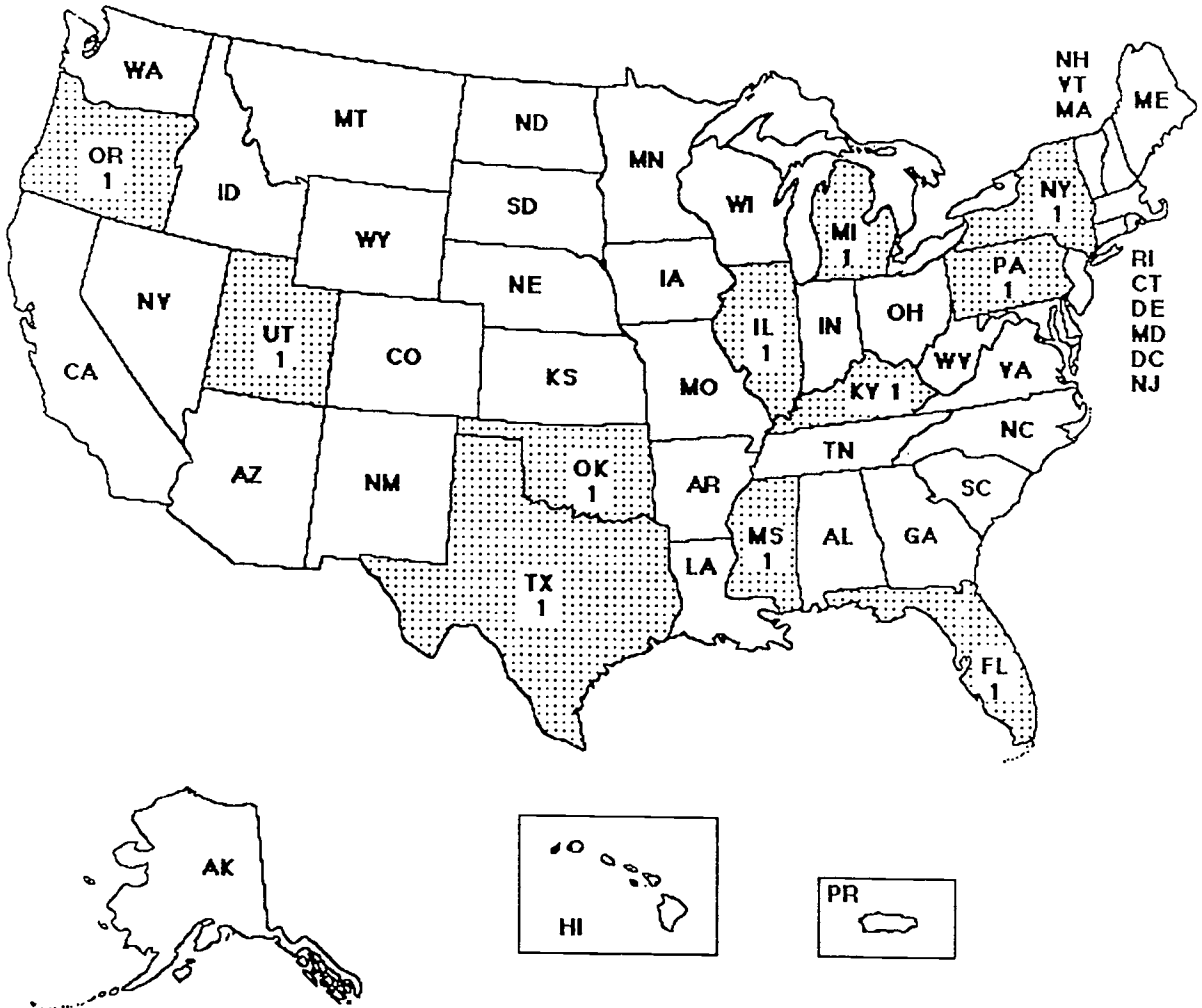 NH
VT
MA
ME
WA
MT
ND
MN
OR
1
ID
SD
WI
NY
1
MI
1
WY
RI
CT
DE
MD
DC
NJ
PA
1
IA
NE
NV
OH
IL
1
IN
UT
1
CO
WV
VA
CA
KS
MO
KY 1
NC
TN
AZ
NM
OK
1
AR
SC
MS
1
AL
GA
LA
TX
1
FL
1
AK
HI
PR